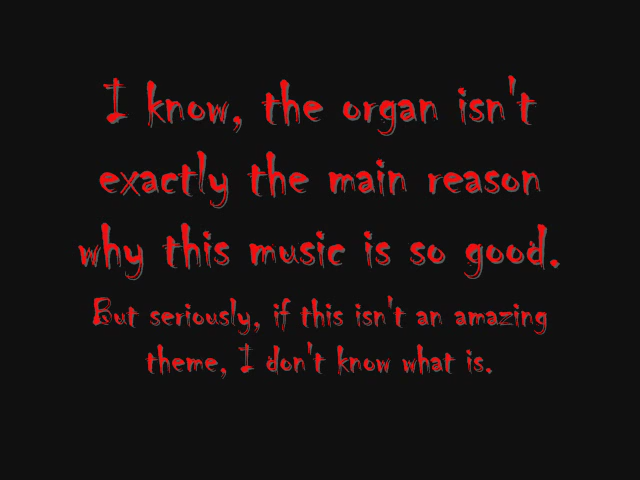 I know, the organ isn't
exactly the main reason
why this music is so good.
But seriously, if this isn't an amazing
theme, I don't know what is.